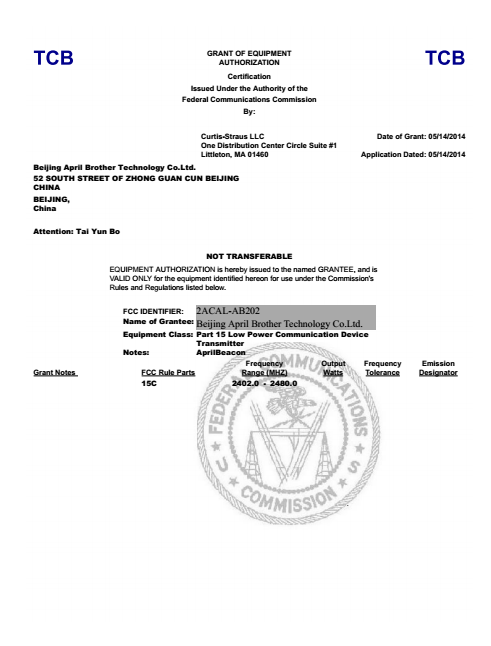 TCB
GRANT OF EQUIPMENT
AUTHORIZATION
TCB
Certification
Issued Under the Authority of the
Federal Communications Commission
By:
Curtis-Straus LLC
One Distribution Center Circle Suite #1
Littleton, MA 01460
Date of Grant: 05/14/2014
Application Dated: 05/14/2014
Beijing April Brother Technology Co.Ltd.
52 SOUTH STREET OF ZHONG GUAN CUN BEIJING
CHINA
BEIJING,
China
Attention: Tai Yun Bo
NOT TRANSFERABLE
EQUIPMENT AUTHORIZATION is hereby issued to the named GRANTEE, and is
VALID ONLY for the equipment identified hereon for use under the Commission's
Rules and Regulations listed below.
FCC IDENTIFIER: 2ACAL-AB202
Name of Grantee: Beijing April Brother Technology Co.Ltd.
Equipment Class: Part 15 Low Power Communication Device
Transmitter
Notes: AprilBeacon
Grant Notes FCC Rule Parts Frequency Range (MHZ) Output Watts Frequency Tolerance Emission Designator
15C 2402.0 - 2480.0
FEDERAL COMMUNICATIONS
COMMISSION
U S